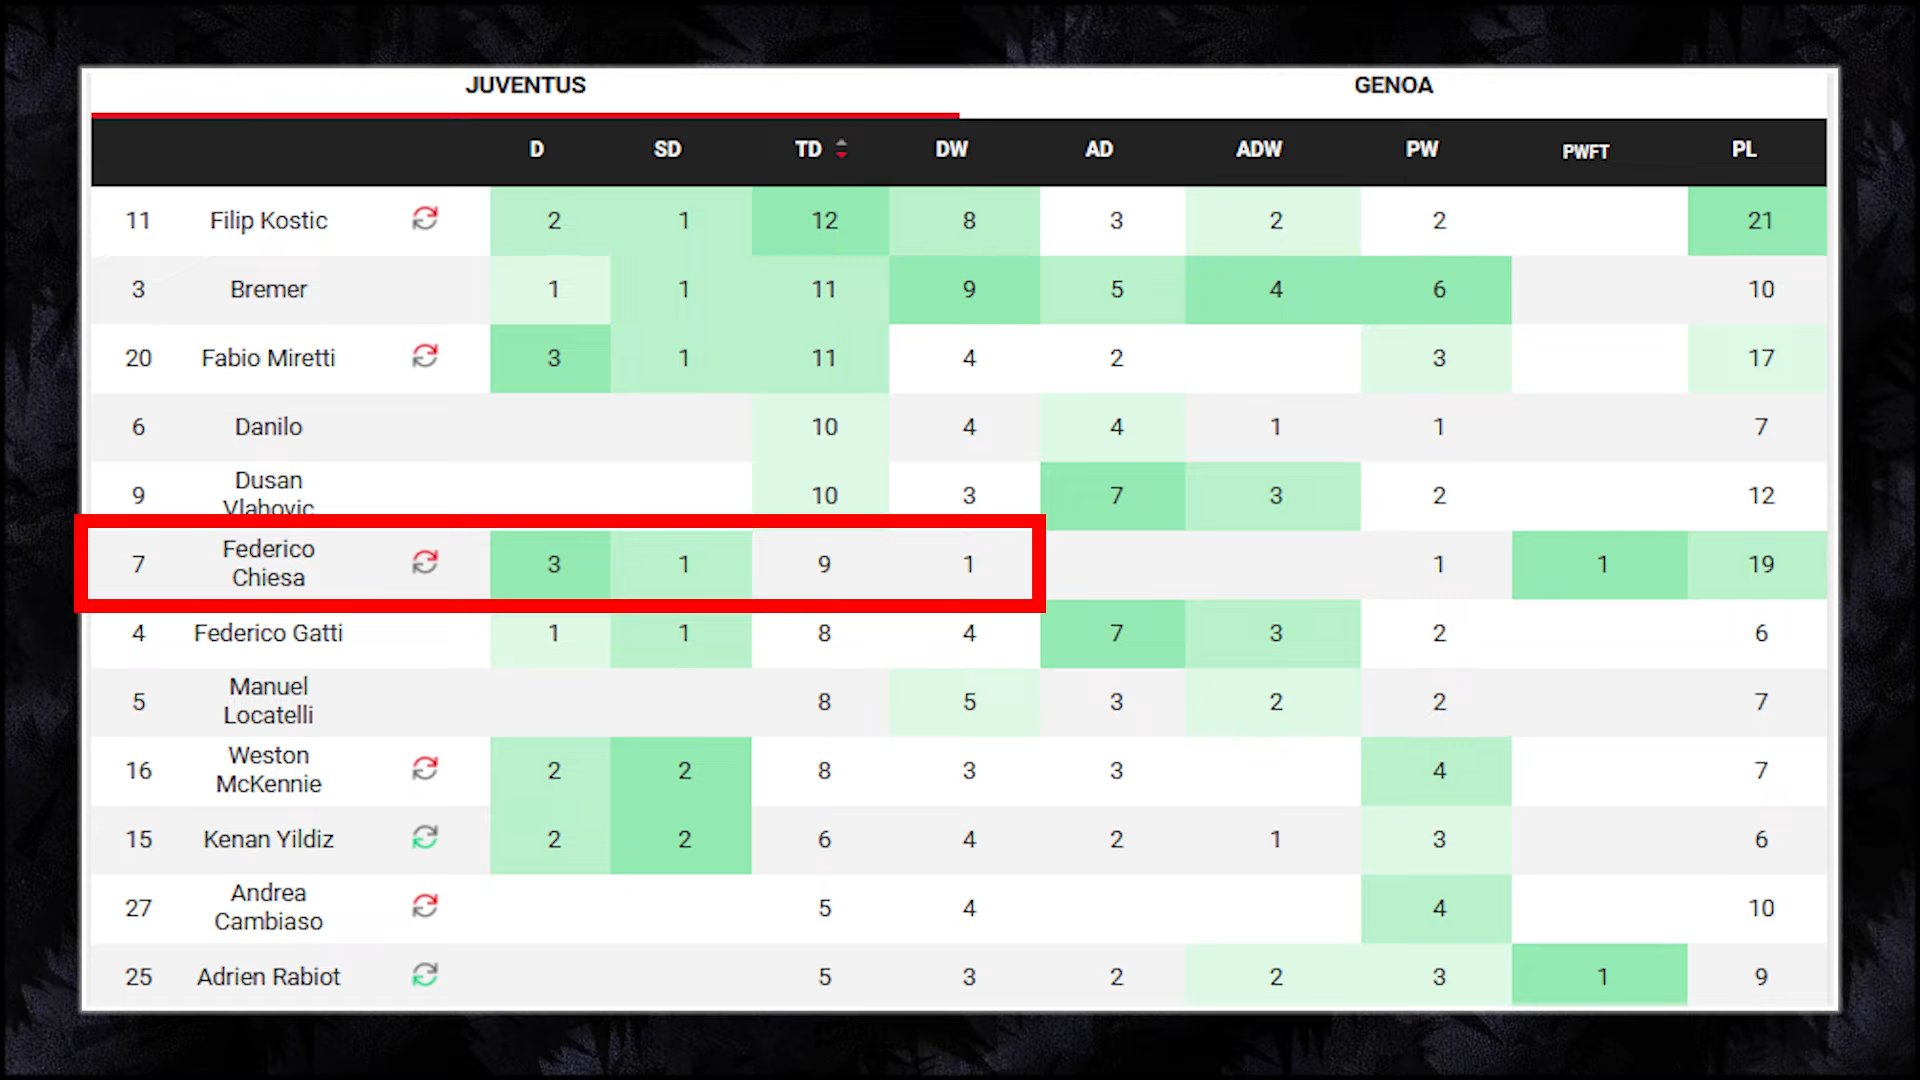 JUVENTUS GENOA
D SD TD DW AD ADW PW PWFT PL
11 Filip Kostic 2 1 12 8 3 2 2 21
3 Bremer 1 1 11 9 5 4 6 10
20 Fabio Miretti 3 1 11 4 2 3 17
6 Danilo 10 4 4 1 1 7
9 Dusan Vlahovic 10 3 7 3 2 12
7 Federico Chiesa 3 1 9 1 1 1 19
4 Federico Gatti 1 1 8 4 7 3 2 6
5 Manuel Locatelli 8 5 3 2 2 7
16 Weston McKennie 2 2 8 3 3 4 7
15 Kenan Yildiz 2 2 6 4 2 1 3 6
27 Andrea Cambiaso 5 4 4 10
25 Adrien Rabiot 5 3 2 2 3 1 9